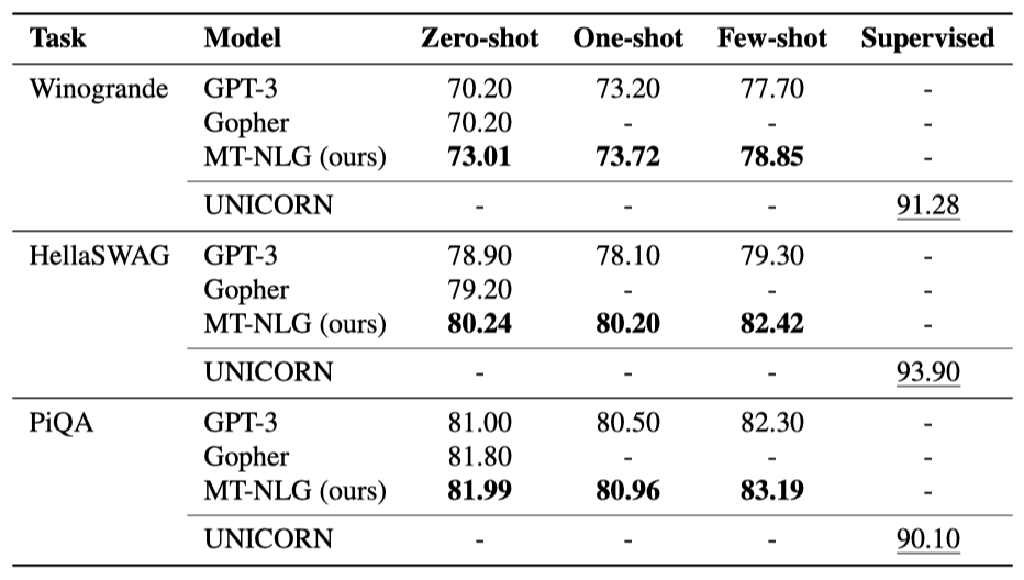 Task Model Zero-shot One-shot Few-shot Supervised
Winogrande GPT-3 70.20 73.20 77.70 -
Gopher 70.20 - - -
MT-NLG (ours) 73.01 73.72 78.85 -
UNICORN - - - 91.28
HellaSWAG GPT-3 78.90 78.10 79.30 -
Gopher 79.20 - - -
MT-NLG (ours) 80.24 80.20 82.42 -
UNICORN - - - 93.90
PiQA GPT-3 81.00 80.50 82.30 -
Gopher 81.80 - - -
MT-NLG (ours) 81.99 80.96 83.19 -
UNICORN - - - 90.10